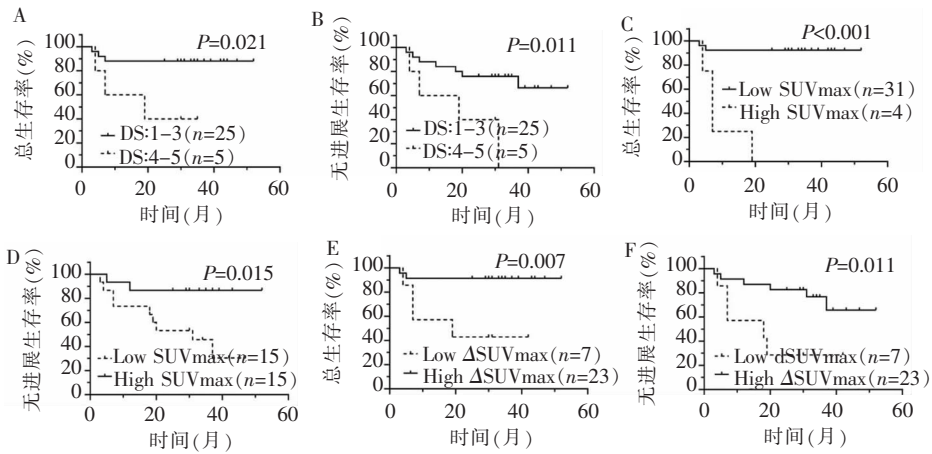 A
P=0.021
总生存率(%)
100
80
60
40
20
0
DS:1-3(n=25)
DS:4-5(n=5)
0 20 40 60
时间(月)
B
P=0.011
无进展生存率(%)
100
80
60
40
20
0
DS:1-3(n=25)
DS:4-5(n=5)
0 20 40 60
时间(月)
C
P<0.001
总生存率(%)
100
80
60
40
20
0
Low SUVmax(n=31)
High SUVmax(n=4)
0 20 40 60
时间(月)
D
P=0.015
无进展生存率(%)
100
80
60
40
20
0
Low SUVmax(n=15)
High SUVmax(n=15)
0 20 40 60
时间(月)
E
P=0.007
总生存率(%)
100
80
60
40
20
0
Low ΔSUVmax(n=7)
High ΔSUVmax(n=23)
0 20 40 60
时间(月)
F
P=0.011
无进展生存率(%)
100
80
60
40
20
0
Low dSUVmax(n=7)
High ΔSUVmax(n=23)
0 20 40 60
时间(月)